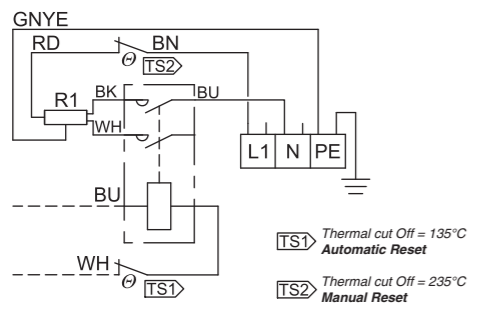 GNYE
RD
BN
Θ
TS2
R1
BK
BU
WH
L1 N PE
BU
WH
Θ
TS1
TS1 Thermal cut Off = 135°C
Automatic Reset
TS2 Thermal cut Off = 235°C
Manual Reset